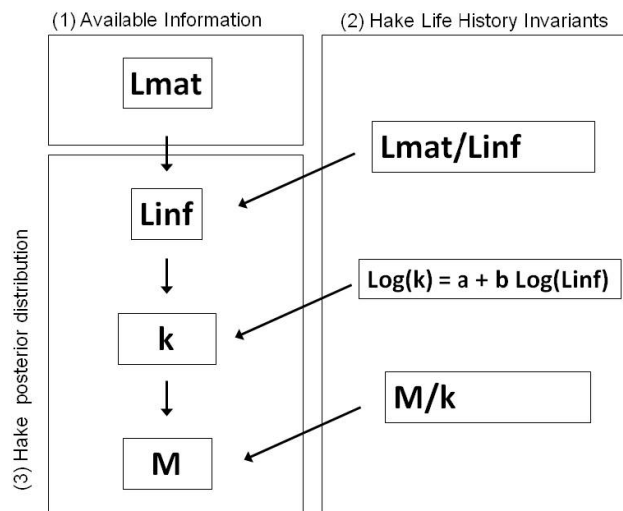 (1) Available Information
(2) Hake Life History Invariants
Lmat
Lmat/Linf
Linf
Log(k) = a + b Log(Linf)
k
M/k
M
(3) Hake posterior distribution